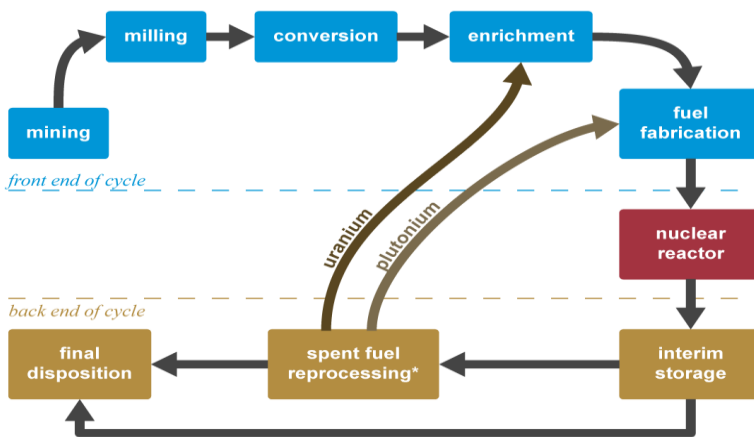 milling
conversion
enrichment
mining
fuel
fabrication
front end of cycle
uranium
plutonium
nuclear
reactor
back end of cycle
final
disposition
spent fuel
reprocessing*
interim
storage